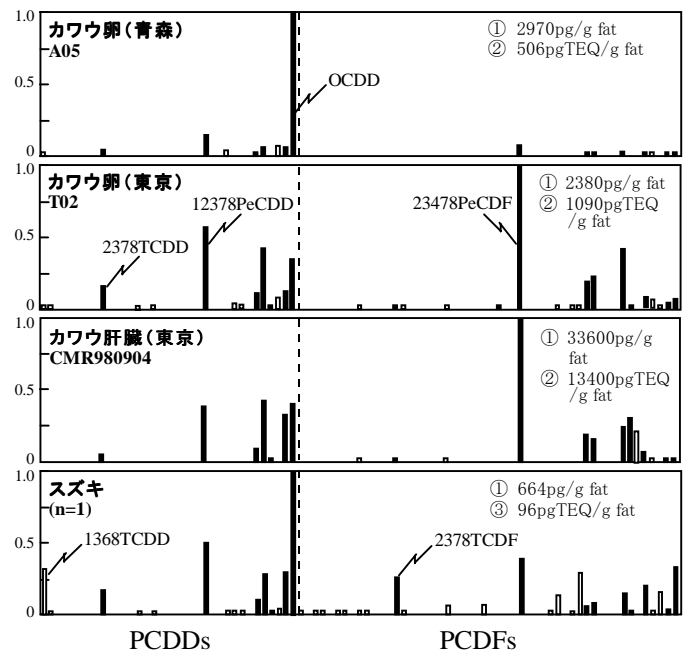 1.0
カワウ卵（青森）
A05
① 2970pg/g fat
② 506pgTEQ/g fat
OCDD
0.5
0
1.0
カワウ卵（東京）
T02
① 2380pg/g fat
② 1090pgTEQ
/g fat
12378PeCDD
23478PeCDF
2378TCDD
0.5
0
1.0
カワウ肝臓（東京）
CMR980904
① 33600pg/g
fat
② 13400pgTEQ
/g fat
0.5
0
1.0
スズキ
(n=1)
① 664pg/g fat
③ 96pgTEQ/g fat
1368TCDD
2378TCDF
0.5
0
PCDDs
PCDFs